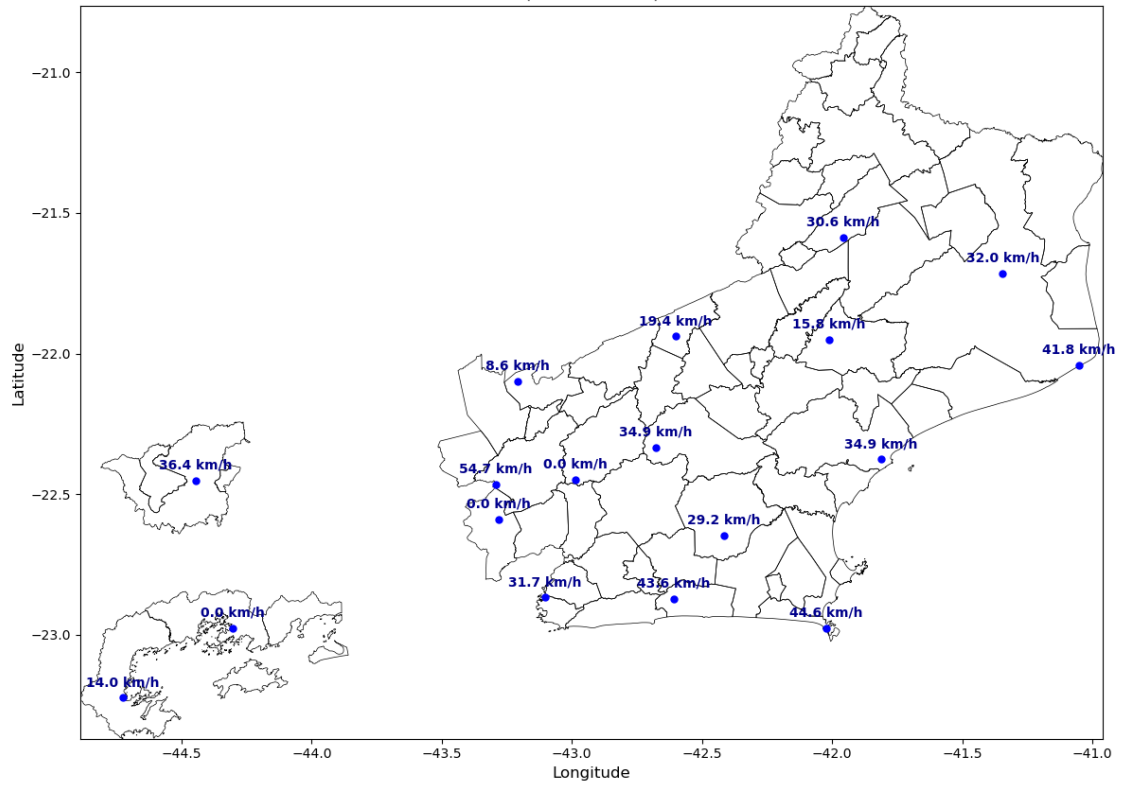 −21.0
−21.5
30.6 km/h
32.0 km/h
19.4 km/h
15.8 km/h
−22.0
41.8 km/h
8.6 km/h
34.9 km/h
34.9 km/h
36.4 km/h
54.7 km/h
0.0 km/h
−22.5
0.0 km/h
29.2 km/h
31.7 km/h
43.6 km/h
0.0 km/h
44.6 km/h
−23.0
14.0 km/h
Latitude
−44.5
−44.0
−43.5
−43.0
−42.5
−42.0
−41.5
−41.0
Longitude